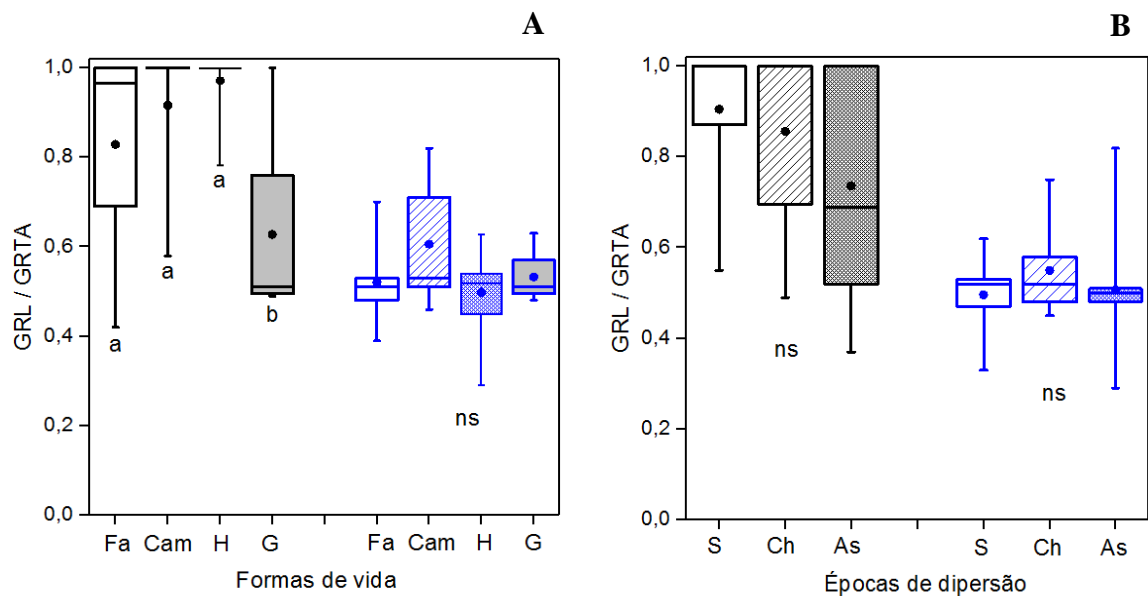 A
GRL / GRTA
1,0
0,8
0,6
0,4
0,2
0,0
a
a
a
b
ns
Fa Cam H G Fa Cam H G
Formas de vida
B
GRL / GRTA
1,0
0,8
0,6
0,4
0,2
0,0
ns
ns
S Ch As S Ch As
Épocas de dipersão